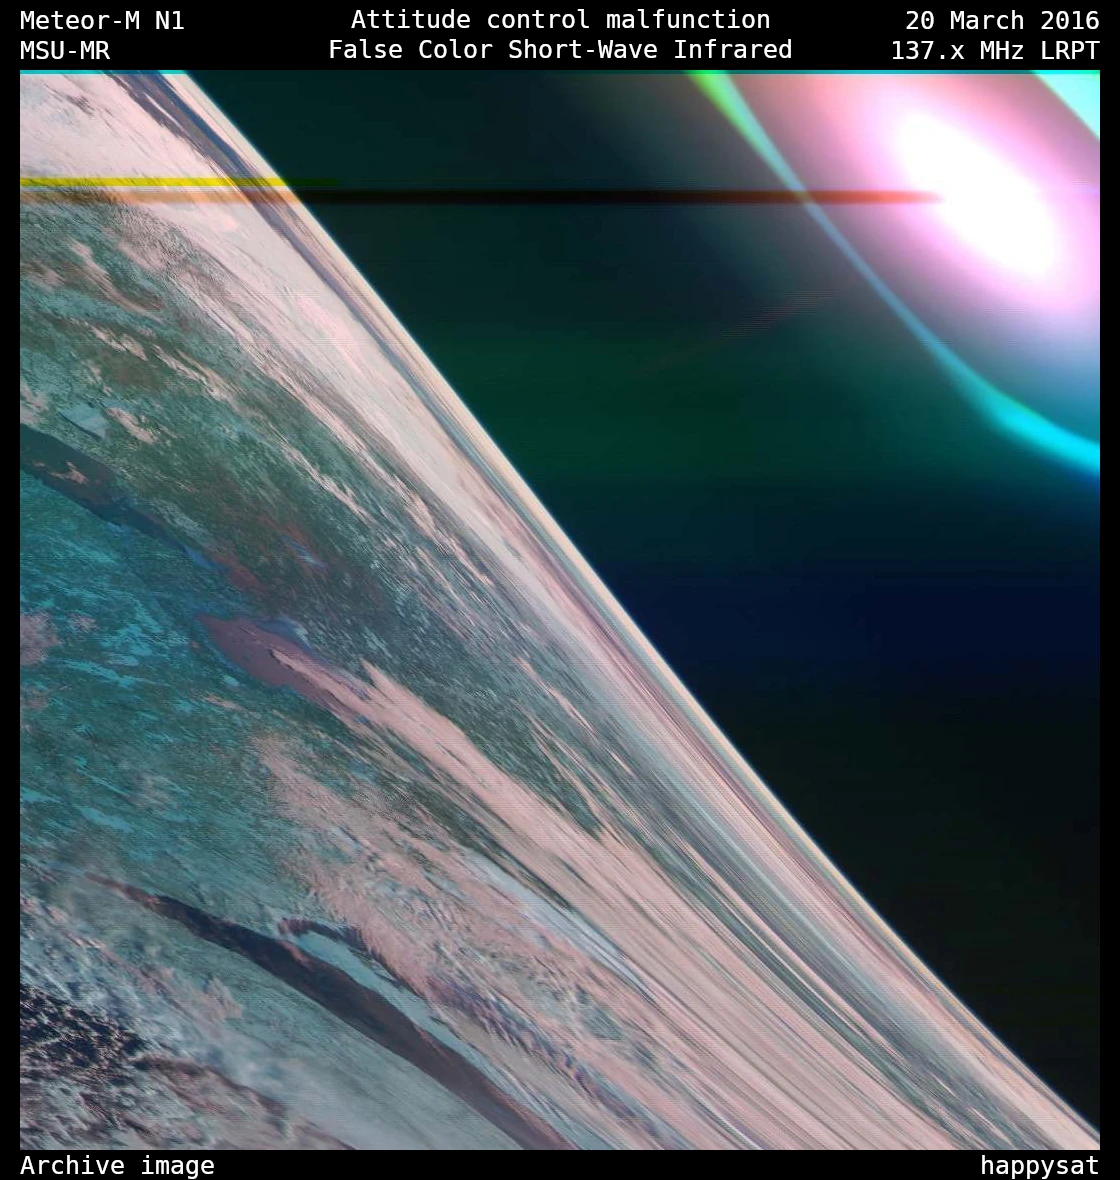 Meteor-M N1
MSU-MR
Attitude control malfunction
False Color Short-Wave Infrared
20 March 2016
137.x MHz LRPT
Archive image
happysat